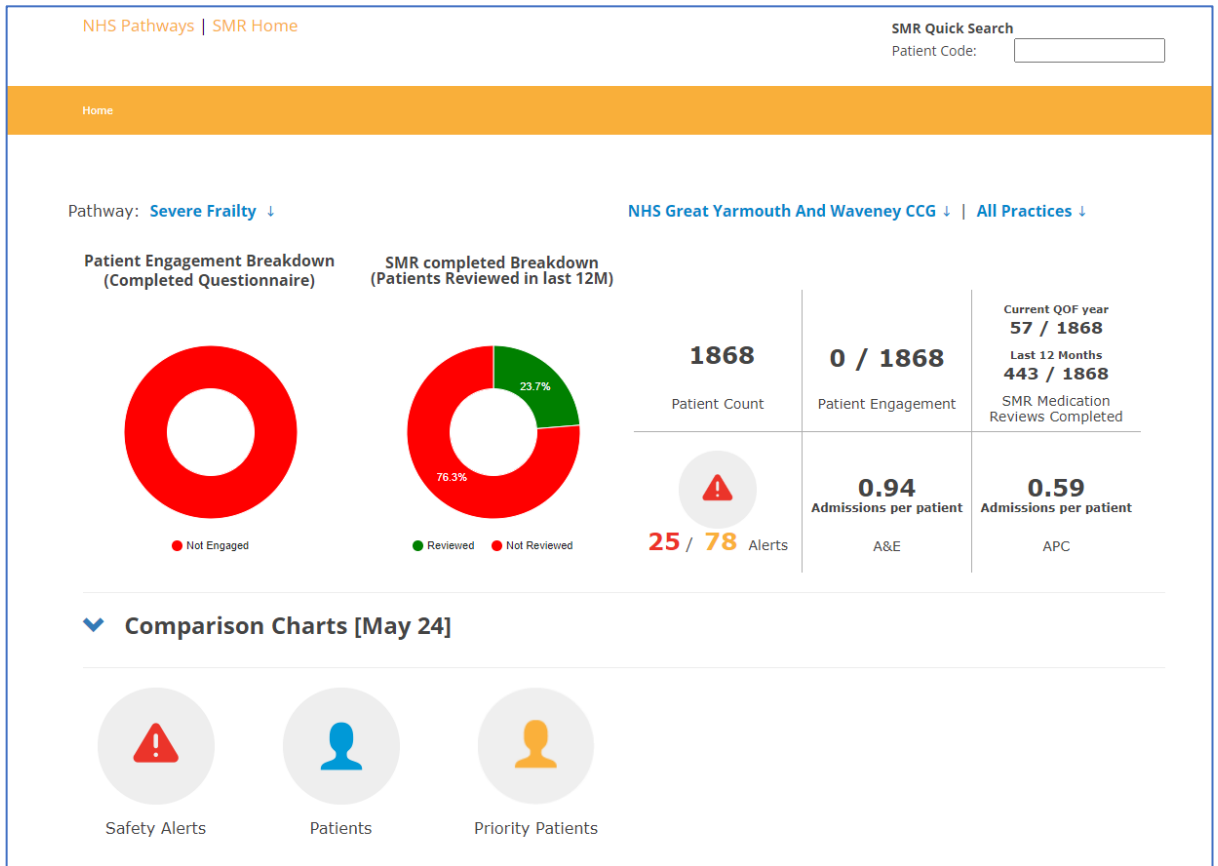 NHS Pathways | SMR Home
SMR Quick Search
Patient Code:
Home
Pathway: Severe Frailty ↓
NHS Great Yarmouth And Waveney CCG ↓ | All Practices ↓
Patient Engagement Breakdown
(Completed Questionnaire)
Not Engaged
SMR completed Breakdown
(Patients Reviewed in last 12M)
23.7%
76.3%
Reviewed Not Reviewed
1868
Patient Count
0 / 1868
Patient Engagement
Current QOF year
57 / 1868
Last 12 Months
443 / 1868
SMR Medication
Reviews Completed
25 / 78 Alerts
0.94
Admissions per patient
A&E
0.59
Admissions per patient
APC
Comparison Charts [May 24]
Safety Alerts
Patients
Priority Patients